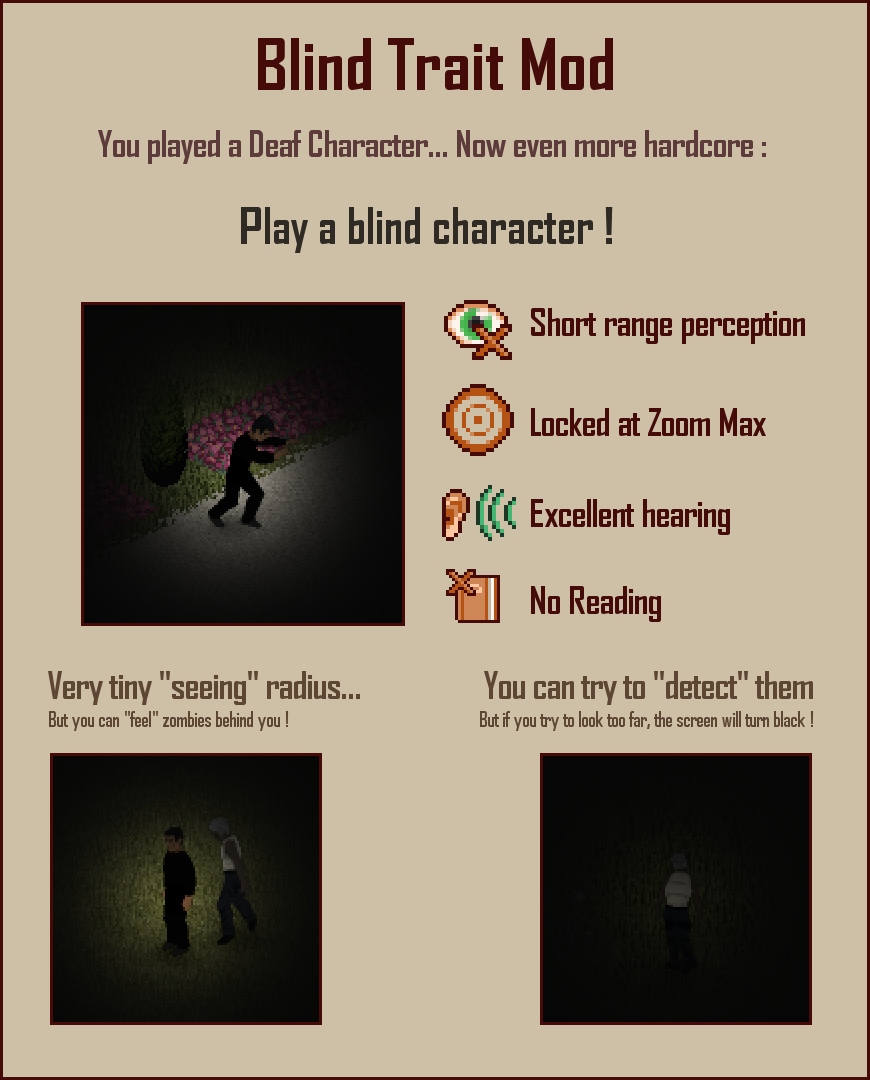 Blind Trait Mod
You played a Deaf Character... Now even more hardcore :
Play a blind character !
Short range perception
Locked at Zoom Max
Excellent hearing
No Reading
Very tiny "seeing" radius...
But you can "feel" zombies behind you !
You can try to "detect" them
But if you try to look too far, the screen will turn black !